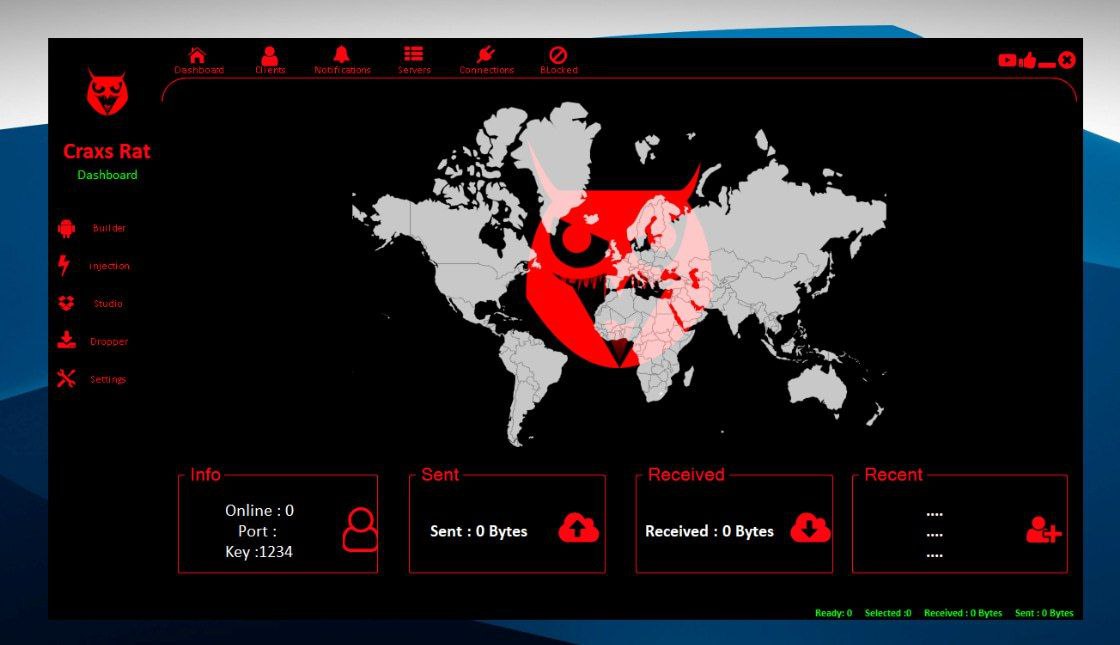 Dashboard
Clients
Notifications
Servers
Connections
BLocked
Craxs Rat
Dashboard
Builder
injection
Studio
Dropper
Settings
Info
Online : 0
Port :
Key :1234
Sent
Sent : 0 Bytes
Received
Received : 0 Bytes
Recent
....
....
....
Ready: 0 Selected :0 Received : 0 Bytes Sent : 0 Bytes